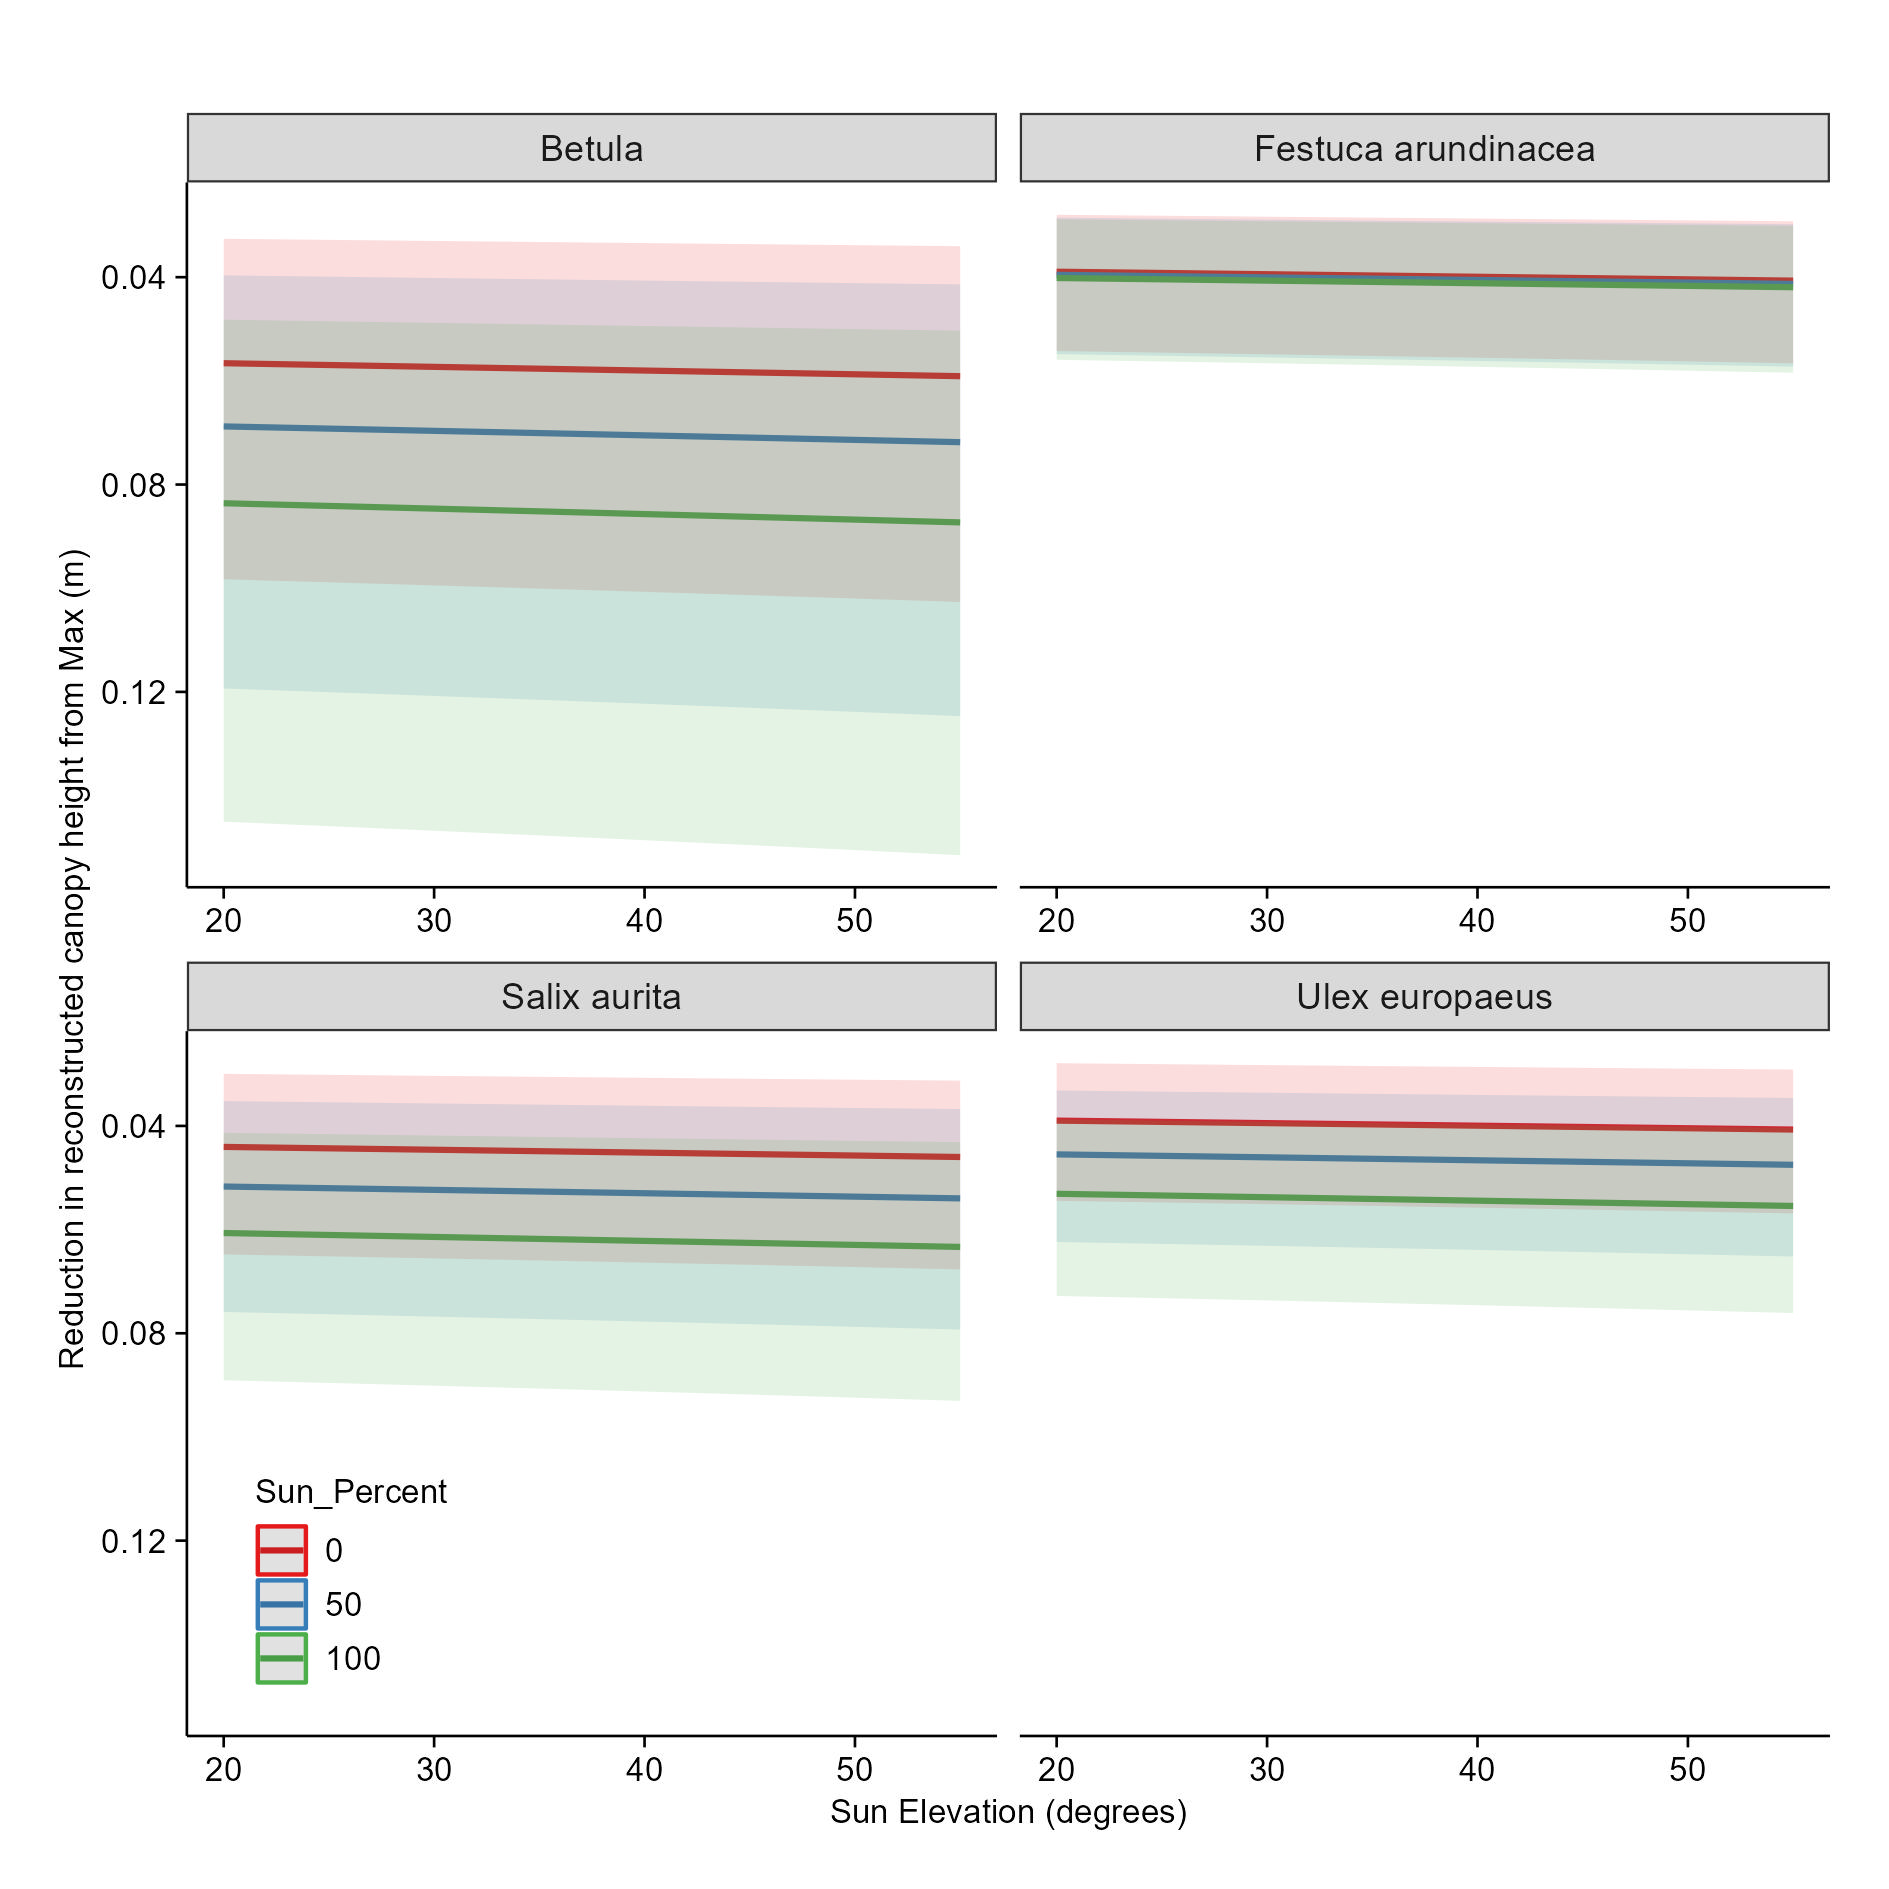 Betula
Festuca arundinacea
0.04
0.08
0.12
20 30 40 50
20 30 40 50
Salix aurita
Ulex europaeus
0.04
0.08
0.12
Reduction in reconstructed canopy height from Max (m)
Sun_Percent
0
50
100
20 30 40 50
20 30 40 50
Sun Elevation (degrees)